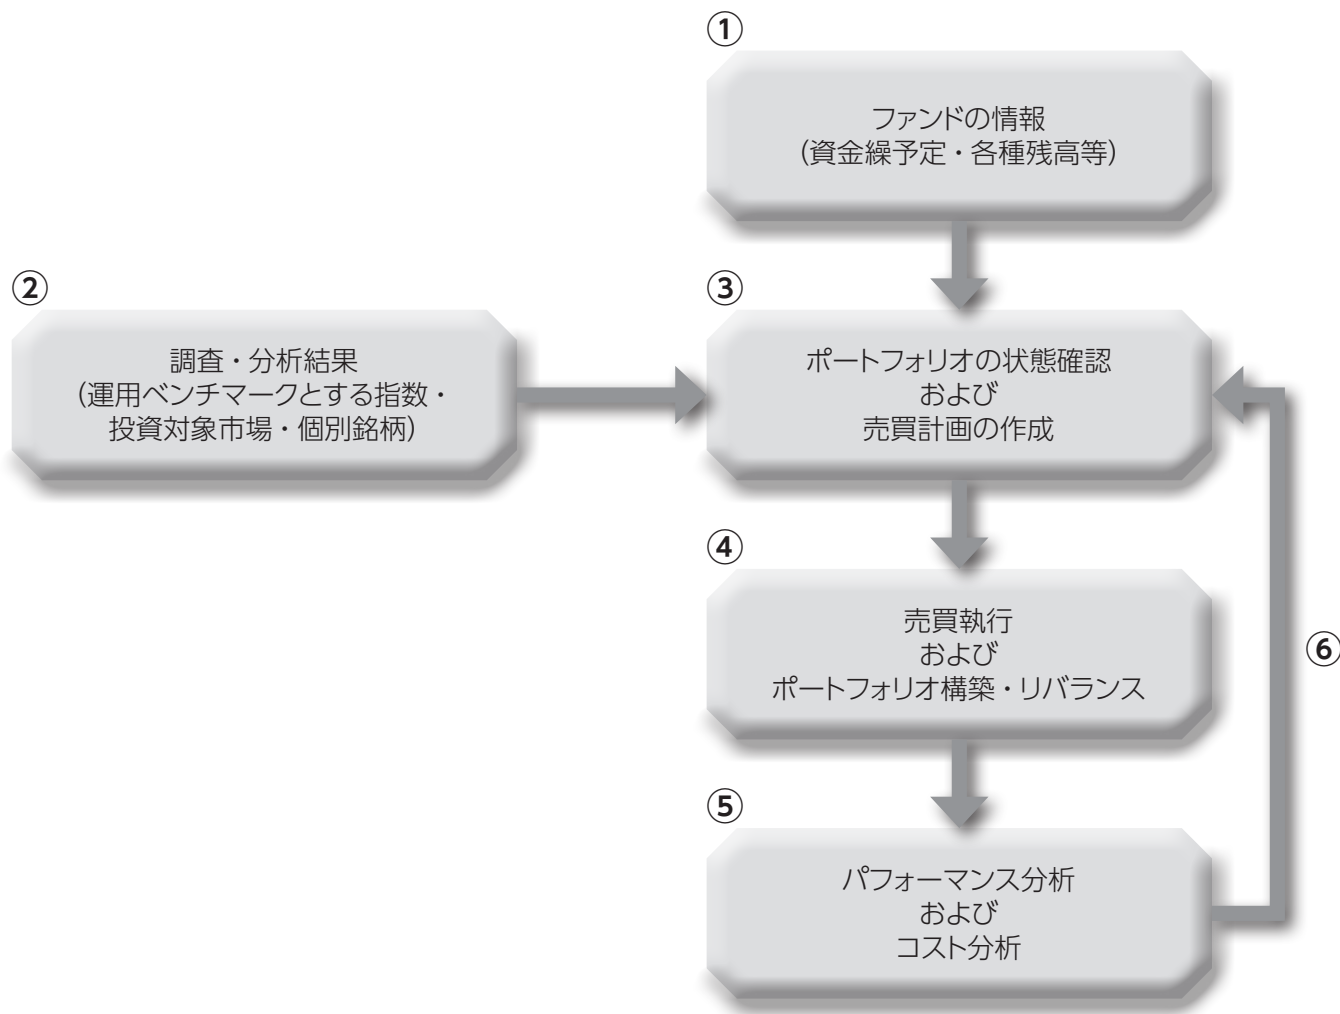 ①
ファンドの情報
(資金繰予定・各種残高等)
②
調査・分析結果
(運用ベンチマークとする指数・
投資対象市場・個別銘柄)
③
ポートフォリオの状態確認
および
売買計画の作成
④
売買執行
および
ポートフォリオ構築・リバランス
⑤
パフォーマンス分析
および
コスト分析
⑥